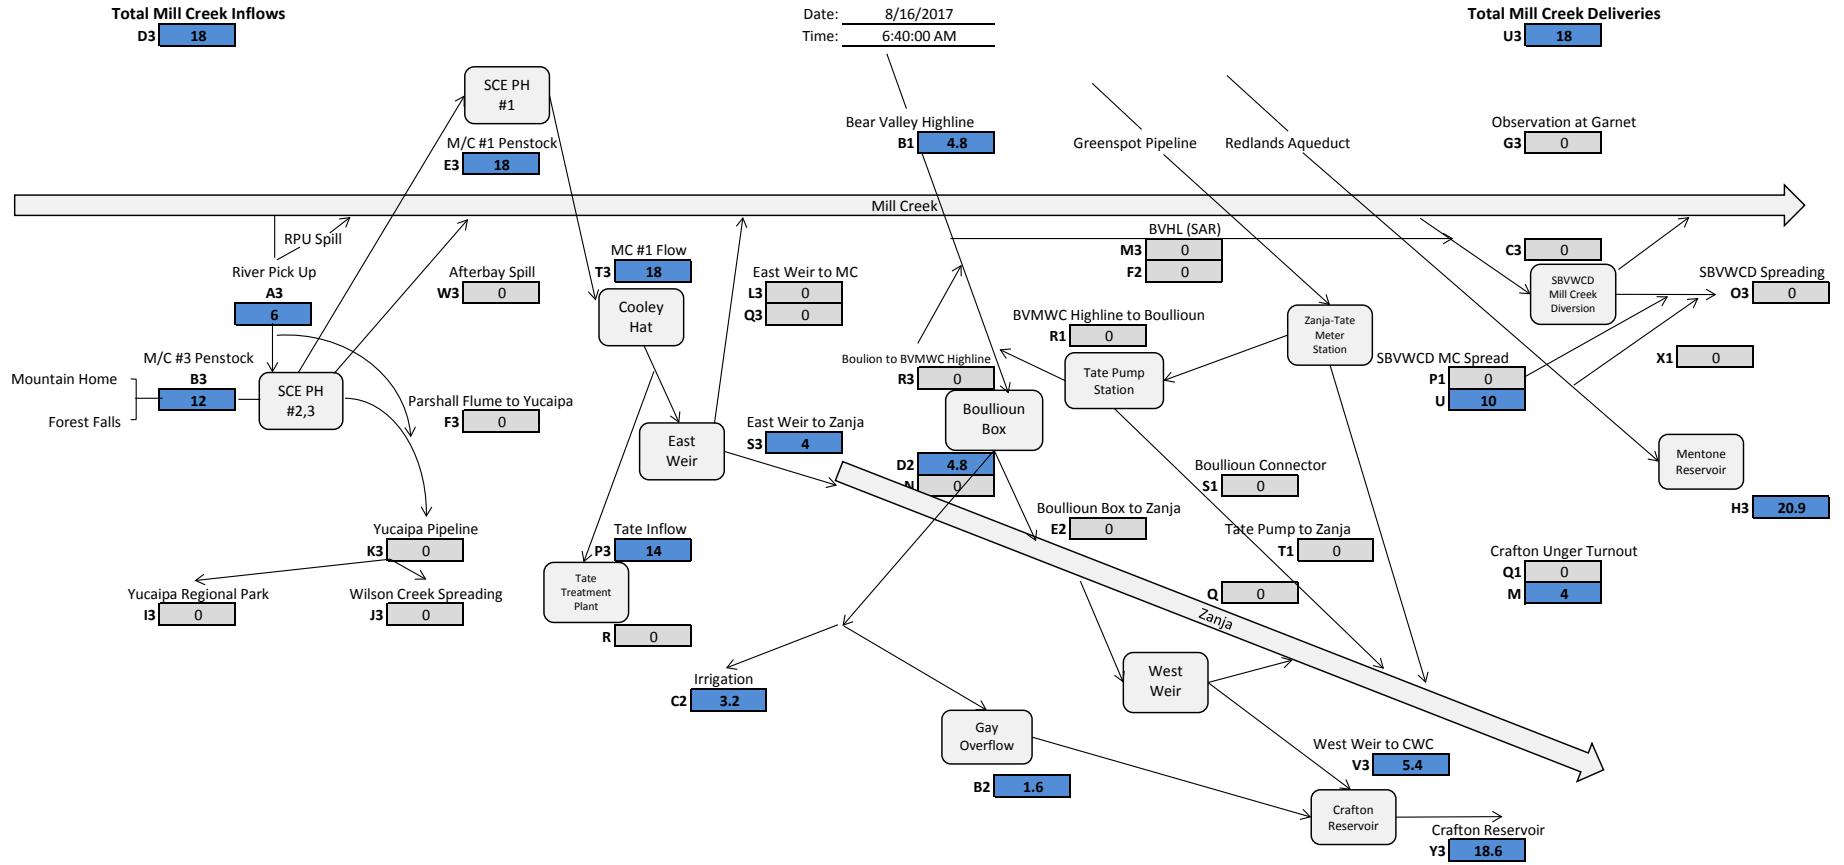 Total Mill Creek Inflows
D3 18
Date: 8/16/2017
Time: 6:40:00 AM
Total Mill Creek Deliveries
U3 18
SCE PH
#1
M/C #1 Penstock
E3 18
Bear Valley Highline
B1 4.8
Greenspot Pipeline
Redlands Aqueduct
Observation at Garnet
G3 0
Mill Creek
RPU Spill
River Pick Up
A3
6
Afterbay Spill
W3 0
MC #1 Flow
T3 18
Cooley
Hat
East Weir to MC
L3 0
Q3 0
BVHL (SAR)
M3 0
F2 0
C3 0
SBVWCD
Mill Creek
Diversion
SBVWCD Spreading
O3 0
BVMWC Highline to Boullioun
R1 0
Zanja-Tate
Meter
Station
Boulion to BVMWC Highline
R3 0
Tate Pump
Station
SBVWCD MC Spread
P1 0
U 10
X1 0
M/C #3 Penstock
B3
12
Mountain Home
Forest Falls
SCE PH
#2,3
Parshall Flume to Yucaipa
F3 0
East
Weir
East Weir to Zanja
S3 4
Boullioun
Box
D2 4.8
N 0
Boullioun Connector
S1 0
Mentone
Reservoir
H3 20.9
Boullioun Box to Zanja
E2 0
Tate Pump to Zanja
T1 0
Yucaipa Pipeline
K3 0
Tate Inflow
P3 14
Tate
Treatment
Plant
R 0
Crafton Unger Turnout
Q1 0
M 4
Yucaipa Regional Park
I3 0
Wilson Creek Spreading
J3 0
Q 0
Zanja
Irrigation
C2 3.2
West
Weir
Gay
Overflow
B2 1.6
West Weir to CWC
V3 5.4
Crafton
Reservoir
Crafton Reservoir
Y3 18.6